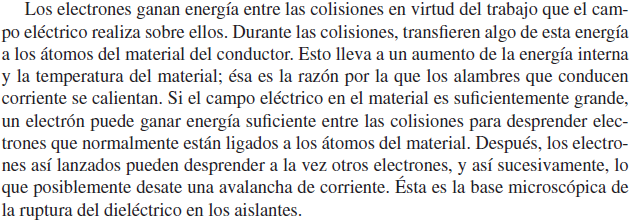 Los electrones ganan energía entre las colisiones en virtud del trabajo que el cam-
po eléctrico realiza sobre ellos. Durante las colisiones, transfieren algo de esta energía
a los átomos del material del conductor. Esto lleva a un aumento de la energía interna
y la temperatura del material; ésa es la razón por la que los alambres que conducen
corriente se calientan. Si el campo eléctrico en el material es suficientemente grande,
un electrón puede ganar energía suficiente entre las colisiones para desprender elec-
trones que normalmente están ligados a los átomos del material. Después, los electro-
nes así lanzados pueden desprender a la vez otros electrones, y así sucesivamente, lo
que posiblemente desate una avalancha de corriente. Ésta es la base microscópica de
la ruptura del dieléctrico en los aislantes.